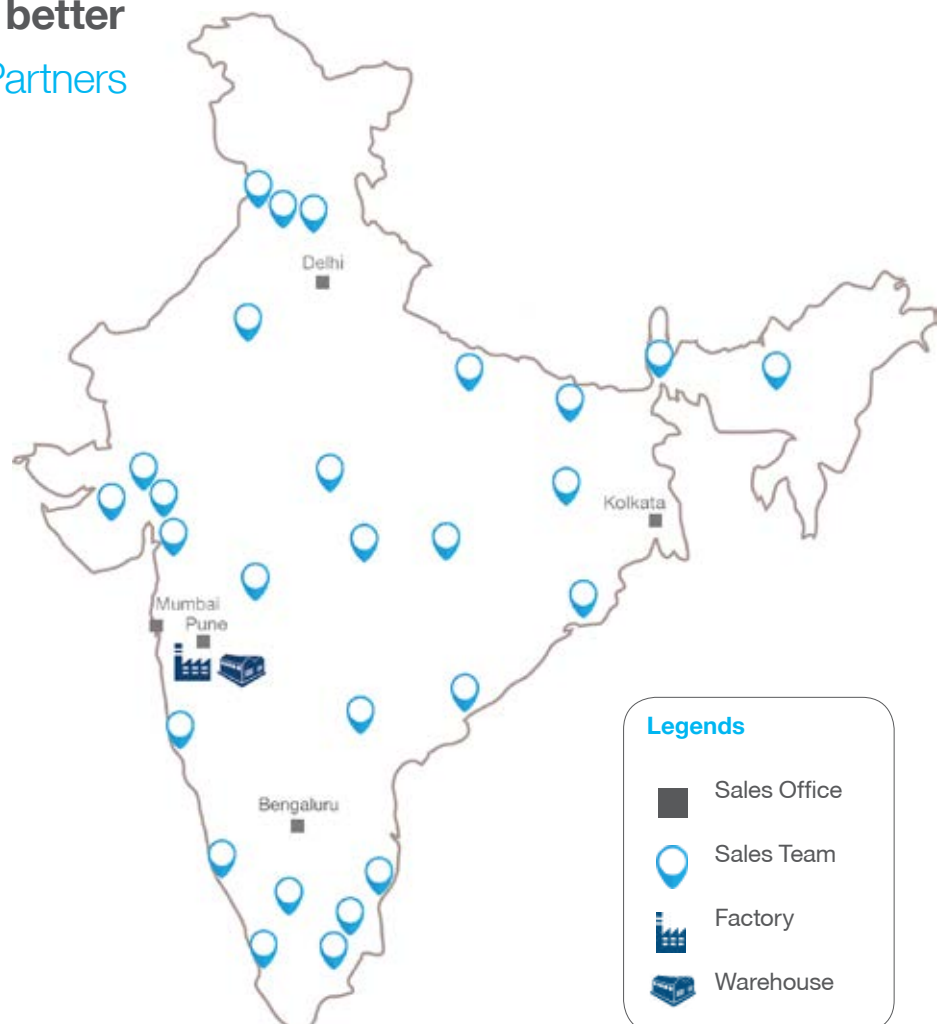 better
Partners
Delhi
Kolkata
Mumbai
Pune
Bengaluru
Legends
Sales Office
Sales Team
Factory
Warehouse